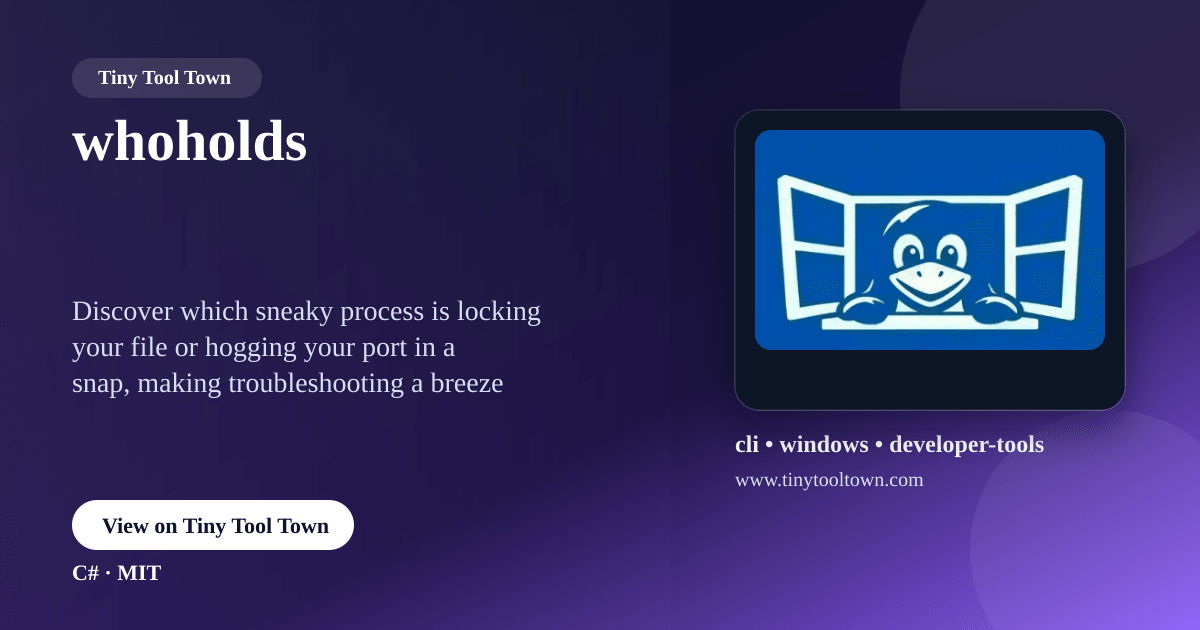 Tiny Tool Town
whoholds
Discover which sneaky process is locking
your file or hogging your port in a
snap, making troubleshooting a breeze
View on Tiny Tool Town
C# · MIT
cli • windows • developer-tools
www.tinytooltown.com